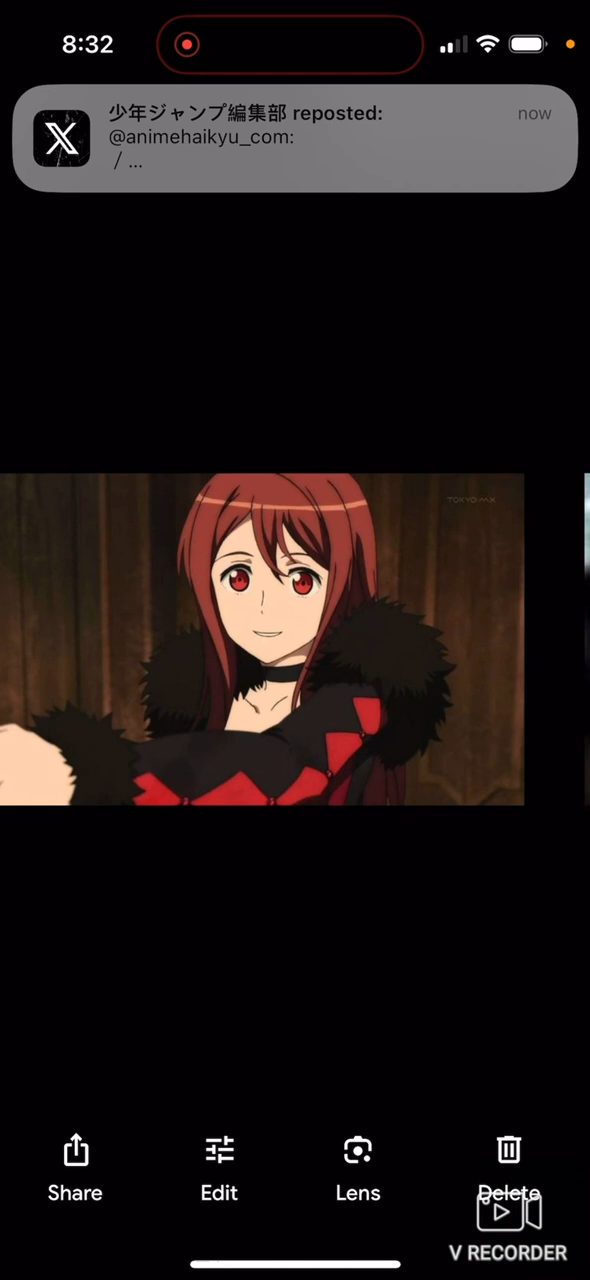 8:32
少年ジャンプ編集部 reposted:
now
@animehaikyu_com:
/ ...
TOKYO MX
Share
Edit
Lens
Delete
V RECORDER